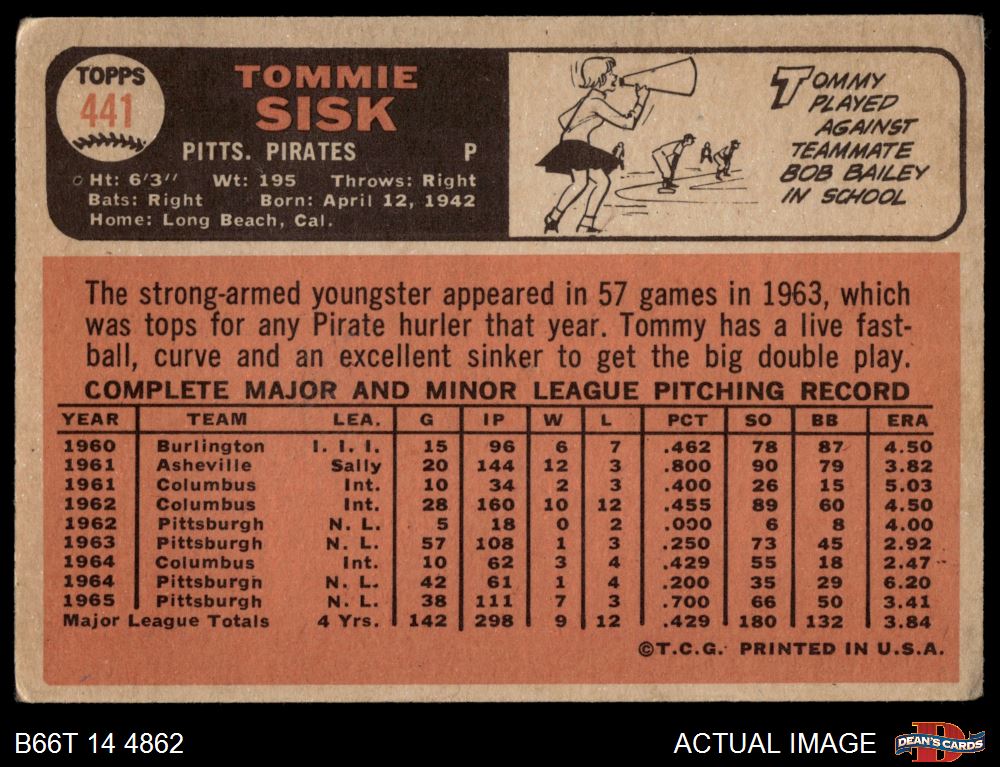 TOPPS
441
TOMMIE
SISK
PITTS. PIRATES P
Ht: 6'3" Wt: 195 Throws: Right
Bats: Right Born: April 12, 1942
Home: Long Beach, Cal.
TOMMY
PLAYED
AGAINST
TEAMMATE
BOB BAILEY
IN SCHOOL
The strong-armed youngster appeared in 57 games in 1963, which
was tops for any Pirate hurler that year. Tommy has a live fast-
ball, curve and an excellent sinker to get the big double play.
COMPLETE MAJOR AND MINOR LEAGUE PITCHING RECORD
YEAR TEAM LEA. G IP W L PCT SO BB ERA
1960 Burlington I. I. I. 15 96 6 7 .462 78 87 4.50
1961 Asheville Sally 20 144 12 3 .800 90 79 3.82
1961 Columbus Int. 10 34 2 3 .400 26 15 5.03
1962 Columbus Int. 28 160 10 12 .455 89 60 4.50
1962 Pittsburgh N. L. 5 18 0 2 .000 6 8 4.00
1963 Pittsburgh N. L. 57 108 1 3 .250 73 45 2.92
1964 Columbus Int. 10 62 3 4 .429 55 18 2.47
1964 Pittsburgh N. L. 42 61 1 4 .200 35 29 6.20
1965 Pittsburgh N. L. 38 111 7 3 .700 66 50 3.41
Major League Totals 4 Yrs. 142 298 9 12 .429 180 132 3.84
©T.C.G. PRINTED IN U.S.A.
B66T 14 4862 ACTUAL IMAGE D DEAN'S CARDS